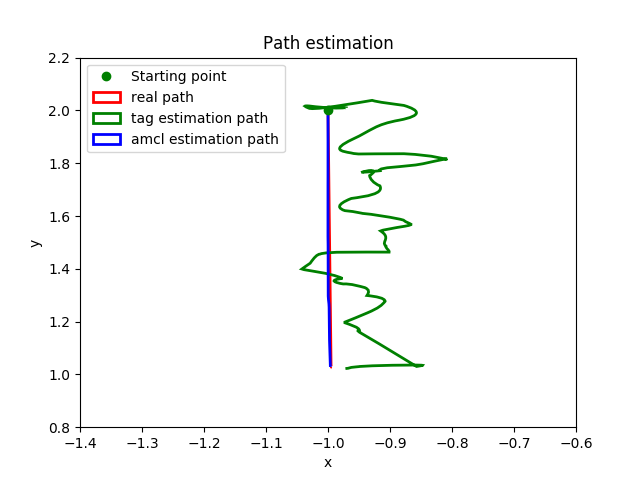 Path estimation
Starting point
real path
tag estimation path
amcl estimation path
y
2.2
2.0
1.8
1.6
1.4
1.2
1.0
0.8
−1.4 −1.3 −1.2 −1.1 −1.0 −0.9 −0.8 −0.7 −0.6
x